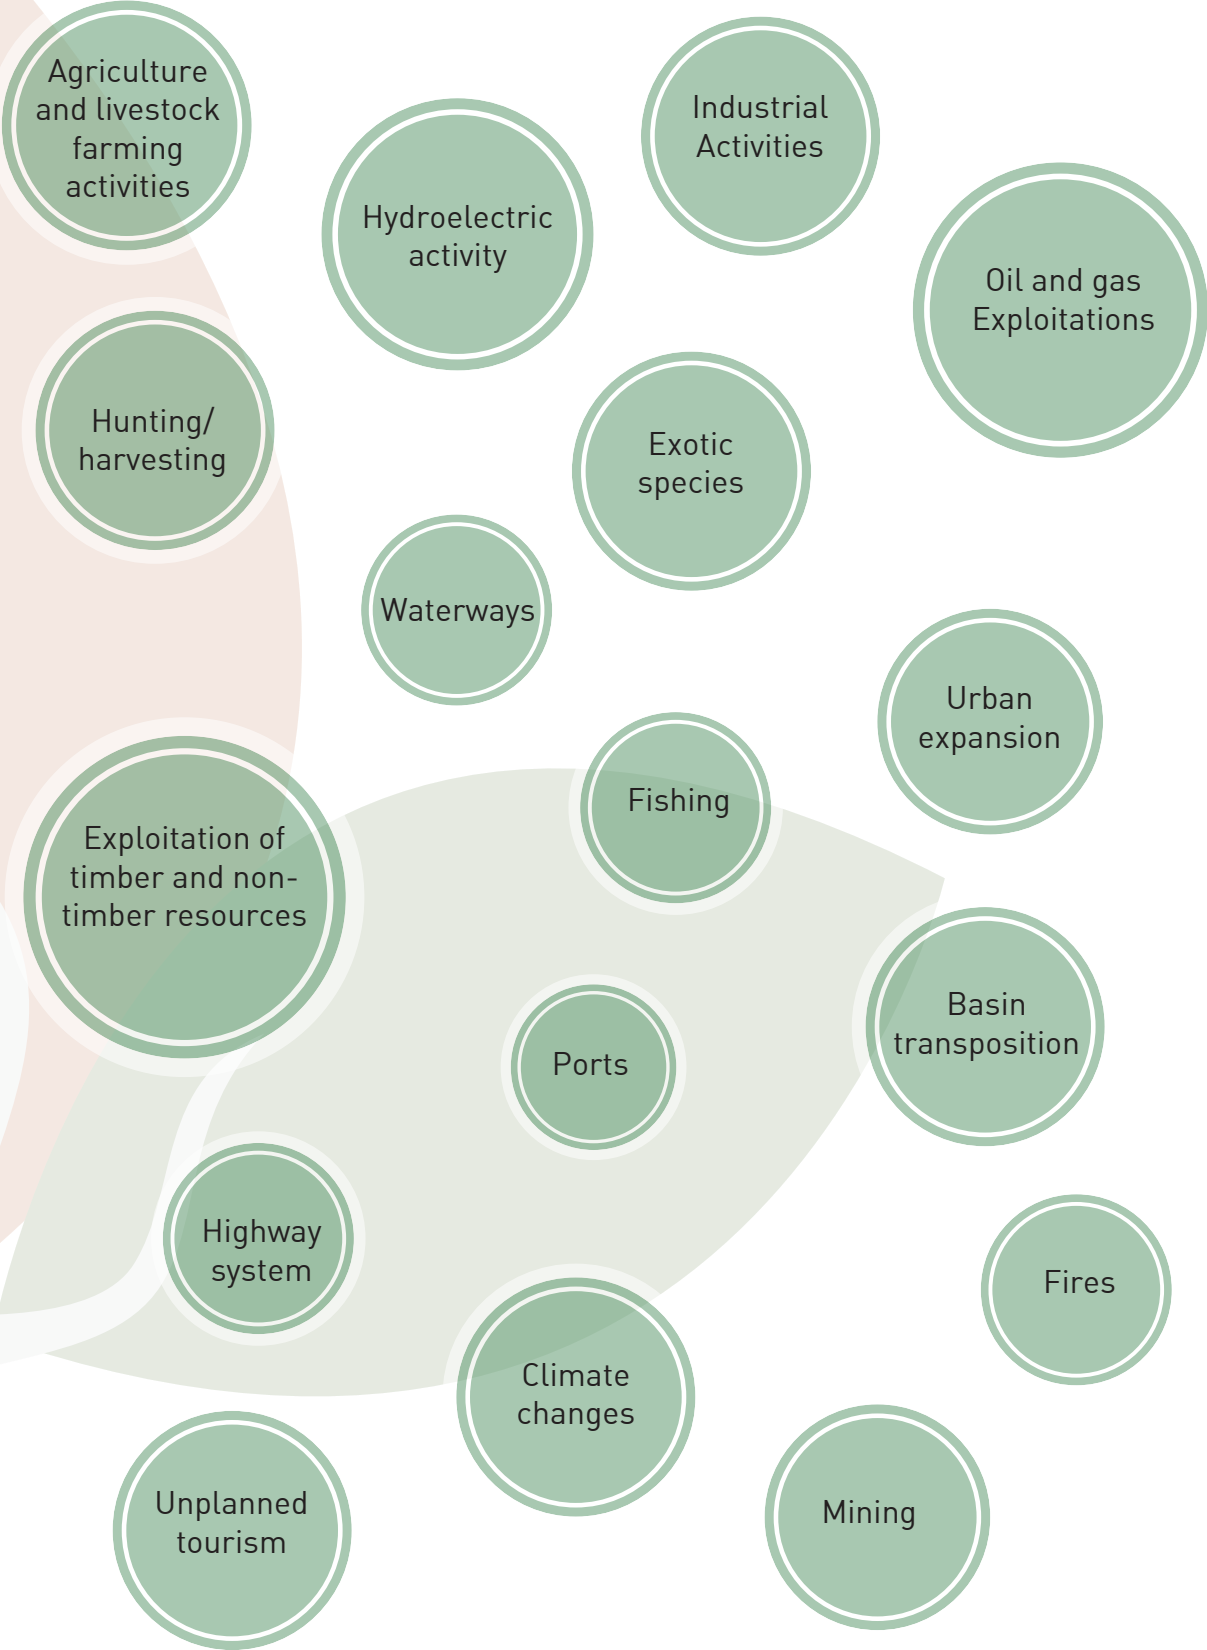 Agriculture
and livestock
farming
activities
Industrial
Activities
Hydroelectric
activity
Oil and gas
Exploitations
Hunting/
harvesting
Exotic
species
Waterways
Urban
expansion
Fishing
Exploitation of
timber and non-
timber resources
Basin
transposition
Ports
Highway
system
Fires
Climate
changes
Unplanned
tourism
Mining